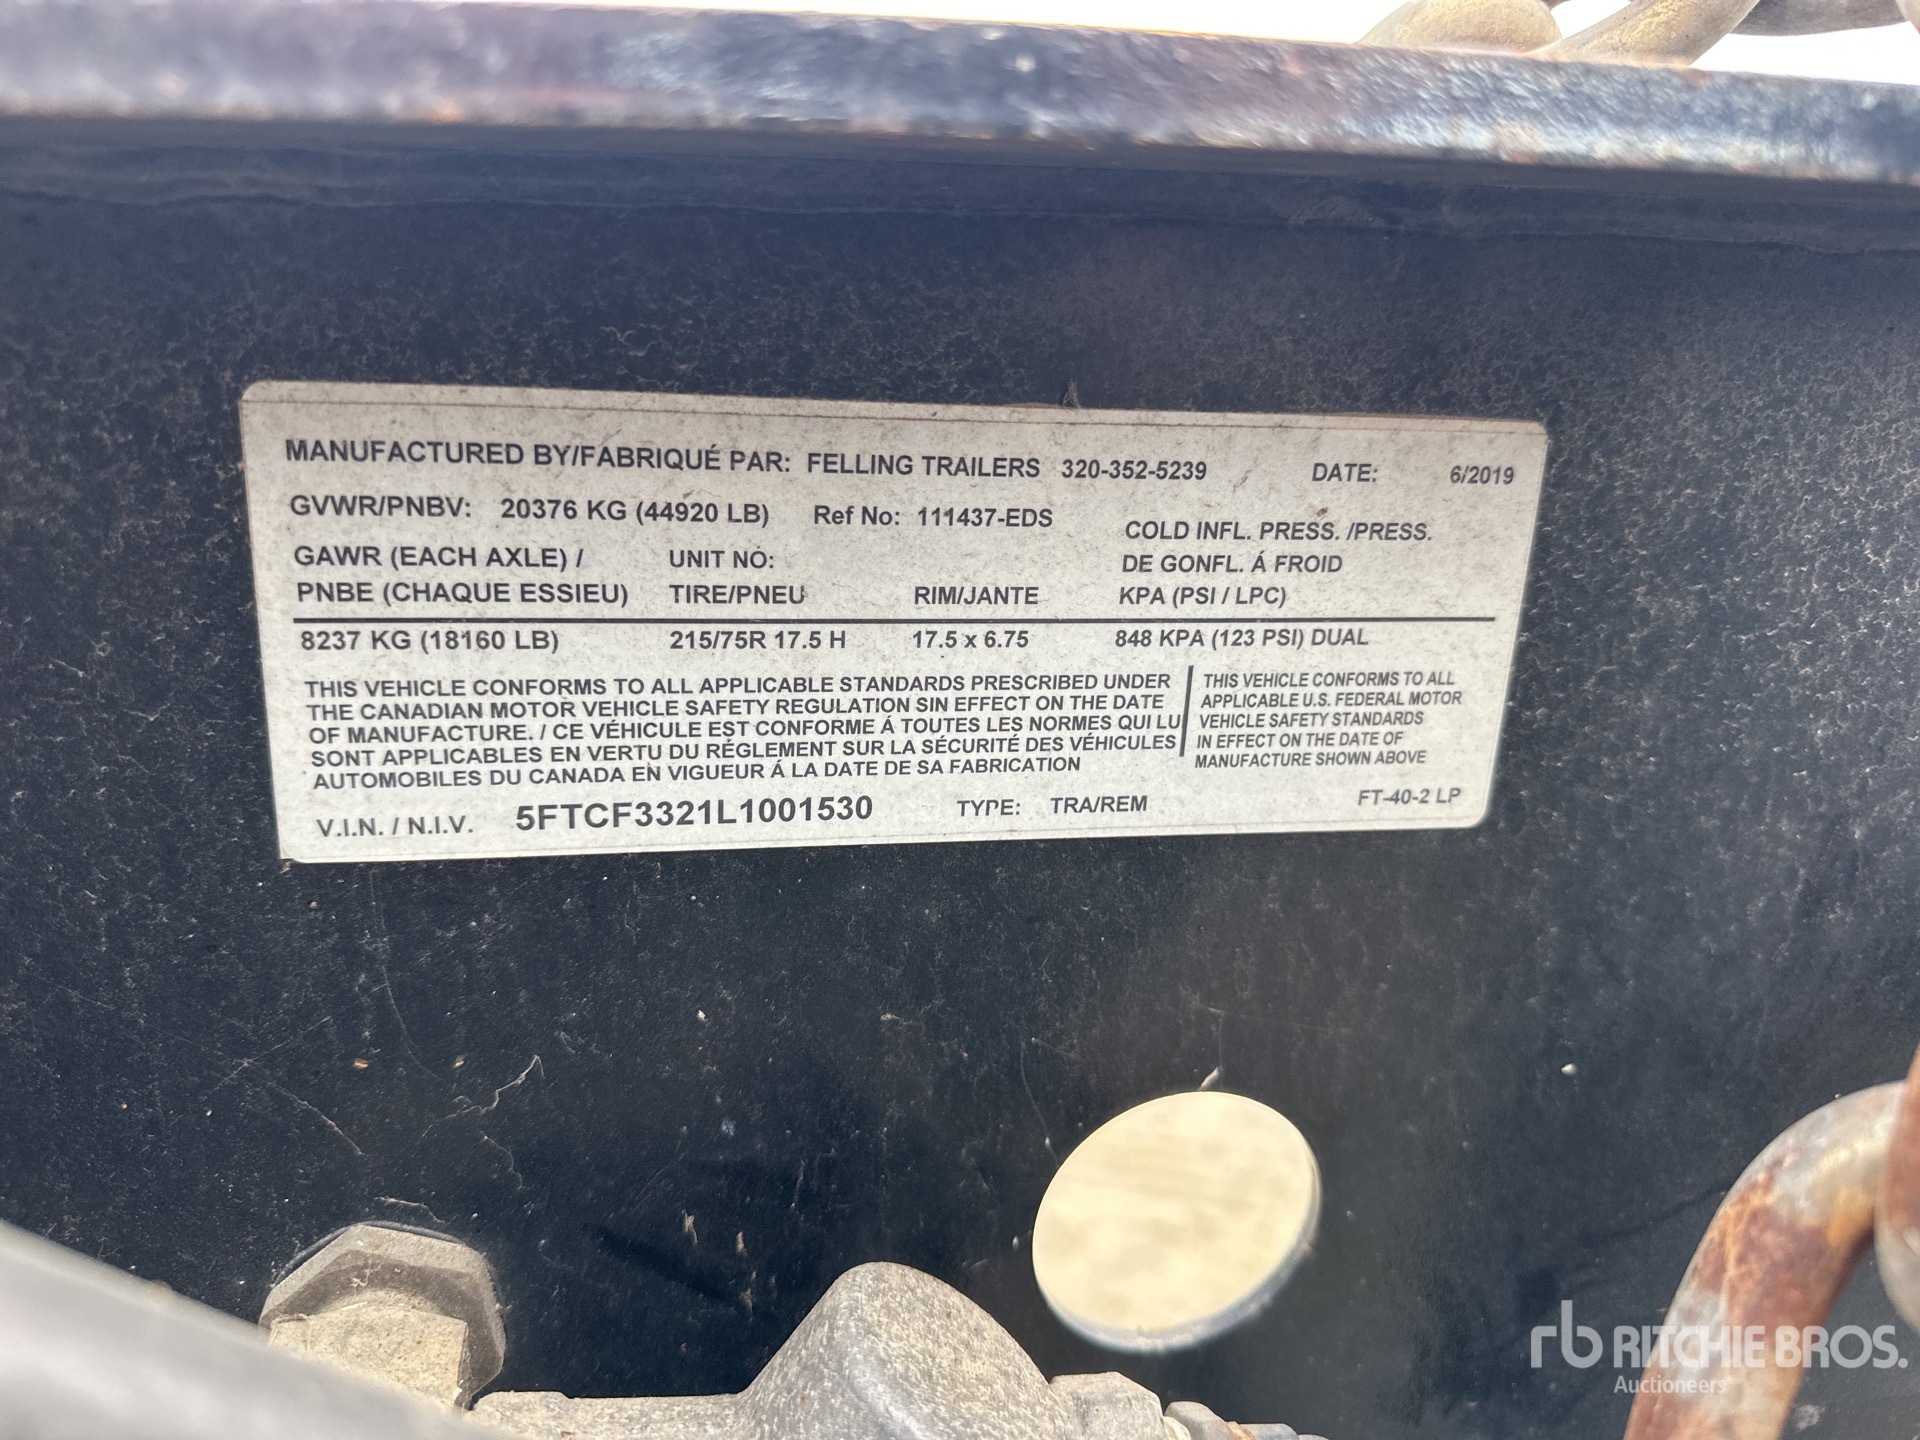 MANUFACTURED BY/FABRIQUÉ PAR: FELLING TRAILERS 320-352-5239 DATE: 6/2019
GVWR/PNBV: 20376 KG (44920 LB) Ref No: 111437-EDS
COLD INFL. PRESS. /PRESS.
GAWR (EACH AXLE) / UNIT NO: DE GONFL. Á FROID
PNBE (CHAQUE ESSIEU) TIRE/PNEU RIM/JANTE KPA (PSI / LPC)
8237 KG (18160 LB) 215/75R 17.5 H 17.5 x 6.75 848 KPA (123 PSI) DUAL
THIS VEHICLE CONFORMS TO ALL APPLICABLE STANDARDS PRESCRIBED UNDER
THE CANADIAN MOTOR VEHICLE SAFETY REGULATION SIN EFFECT ON THE DATE
OF MANUFACTURE. / CE VÉHICULE EST CONFORME Á TOUTES LES NORMES QUI LUI
SONT APPLICABLES EN VERTU DU RÉGLEMENT SUR LA SÉCURITÉ DES VÉHICULES
AUTOMOBILES DU CANADA EN VIGUEUR Á LA DATE DE SA FABRICATION
THIS VEHICLE CONFORMS TO ALL
APPLICABLE U.S. FEDERAL MOTOR
VEHICLE SAFETY STANDARDS
IN EFFECT ON THE DATE OF
MANUFACTURE SHOWN ABOVE
V.I.N. / N.I.V. 5FTCF3321L1001530 TYPE: TRA/REM FT-40-2 LP
rb RITCHIE BROS.
Auctioneers